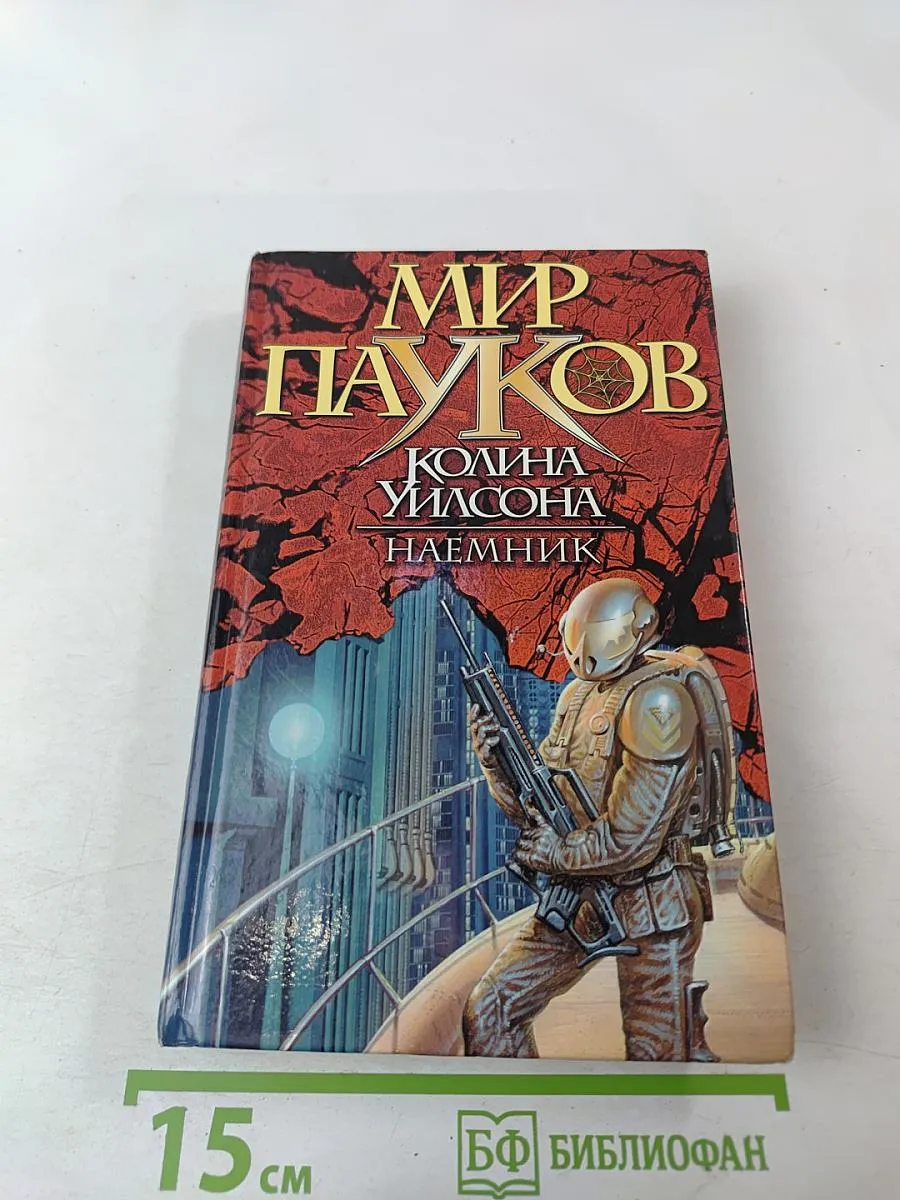 МИР
ПАУКОВ
КОЛИНА
УИЛСОНА
НАЕМНИК
15 см
БФ БИБЛИОФАН